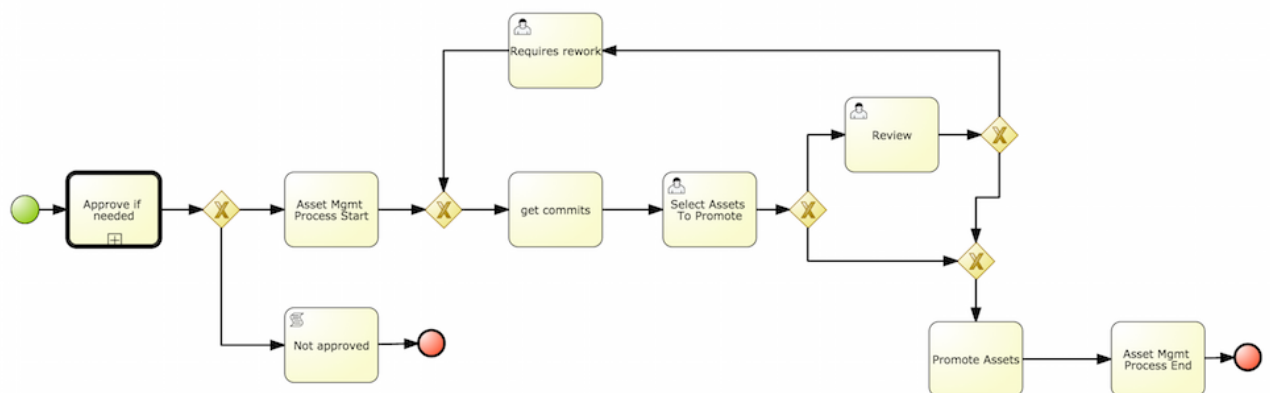 Requires rework
Review
Approve if
needed
Asset Mgmt
Process Start
get commits
Select Assets
To Promote
Not approved
Promote Assets
Asset Mgmt
Process End